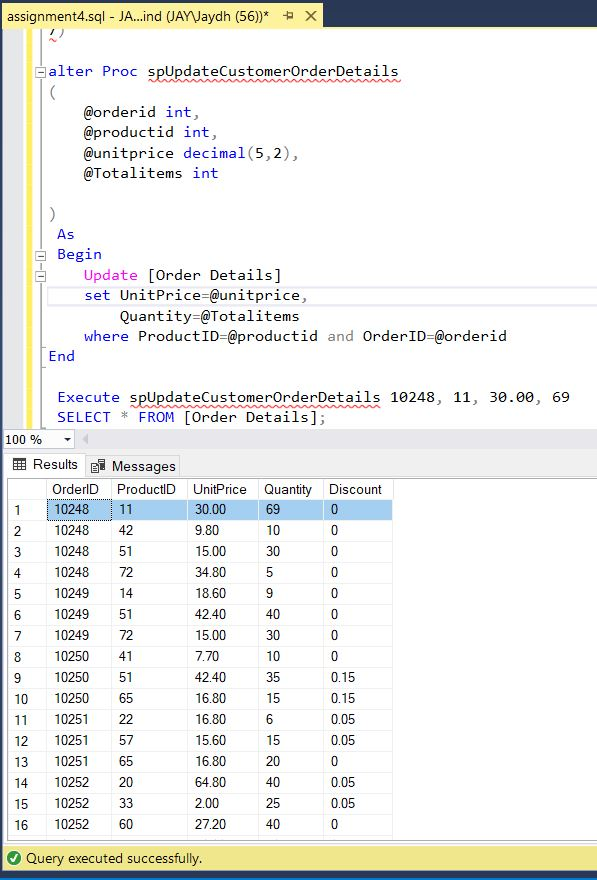 assignment4.sql - JA...ind (JAY\Jaydh (56))*
7)
alter Proc spUpdateCustomerOrderDetails
(
@orderid int,
@productid int,
@unitprice decimal(5,2),
@Totalitems int
)
As
Begin
Update [Order Details]
set UnitPrice=@unitprice,
Quantity=@Totalitems
where ProductID=@productid and OrderID=@orderid
End
Execute spUpdateCustomerOrderDetails 10248, 11, 30.00, 69
SELECT * FROM [Order Details];
100 %
Results Messages
OrderID ProductID UnitPrice Quantity Discount
1 10248 11 30.00 69 0
2 10248 42 9.80 10 0
3 10248 51 15.00 30 0
4 10248 72 34.80 5 0
5 10249 14 18.60 9 0
6 10249 51 42.40 40 0
7 10249 72 15.00 30 0
8 10250 41 7.70 10 0
9 10250 51 42.40 35 0.15
10 10250 65 16.80 15 0.15
11 10251 22 16.80 6 0.05
12 10251 57 15.60 15 0.05
13 10251 65 16.80 20 0
14 10252 20 64.80 40 0.05
15 10252 33 2.00 25 0.05
16 10252 60 27.20 40 0
Query executed successfully.